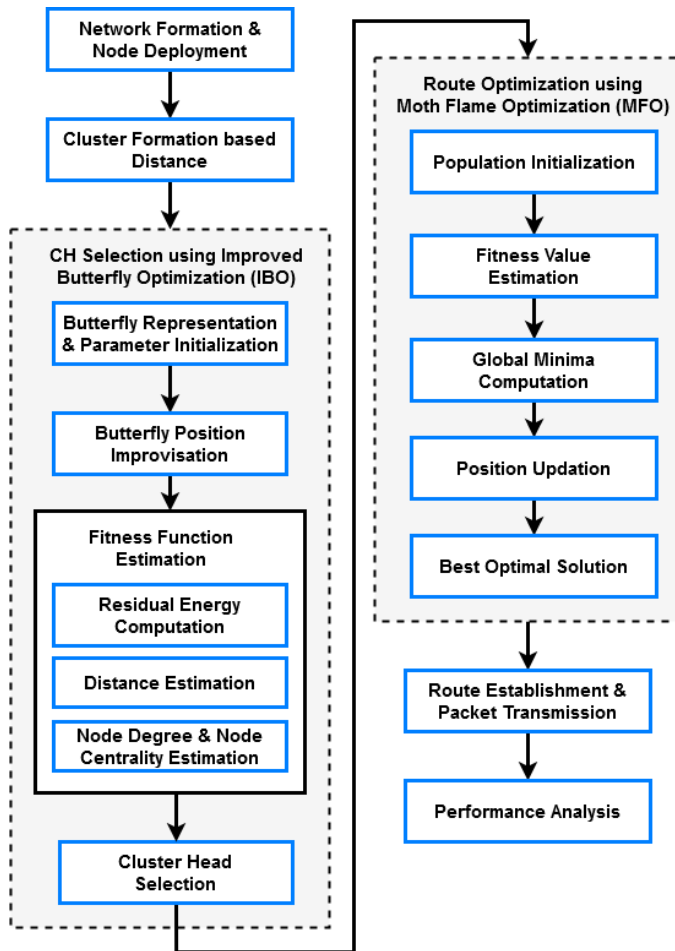 Network Formation &
Node Deployment
Cluster Formation based
Distance
CH Selection using Improved
Butterfly Optimization (IBO)
Butterfly Representation
& Parameter Initialization
Butterfly Position
Improvisation
Fitness Function
Estimation
Residual Energy
Computation
Distance Estimation
Node Degree & Node
Centrality Estimation
Cluster Head
Selection
Route Optimization using
Moth Flame Optimization (MFO)
Population Initialization
Fitness Value
Estimation
Global Minima
Computation
Position Updation
Best Optimal Solution
Route Establishment &
Packet Transmission
Performance Analysis